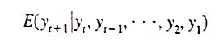 E(y_{t+1}|y_t, y_{t-1}, ⋯, y_2, y_1)